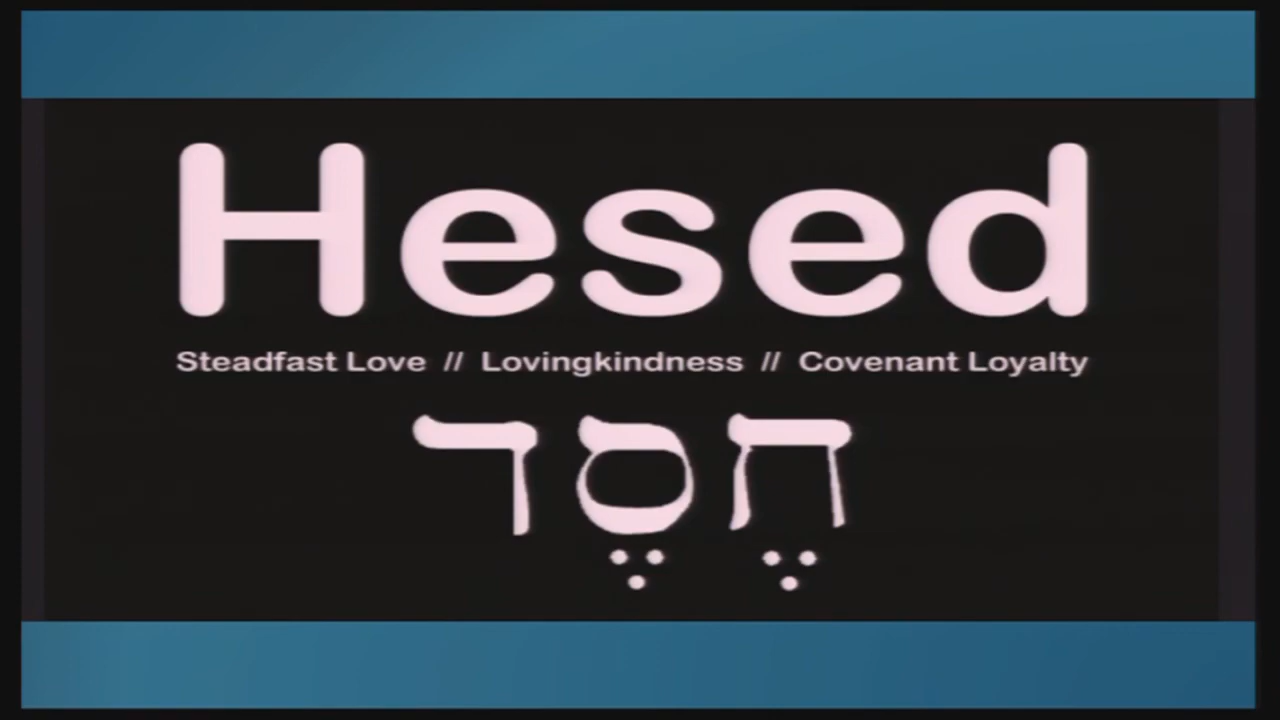 Hesed
Steadfast Love // Lovingkindness // Covenant Loyalty
חֶסֶד